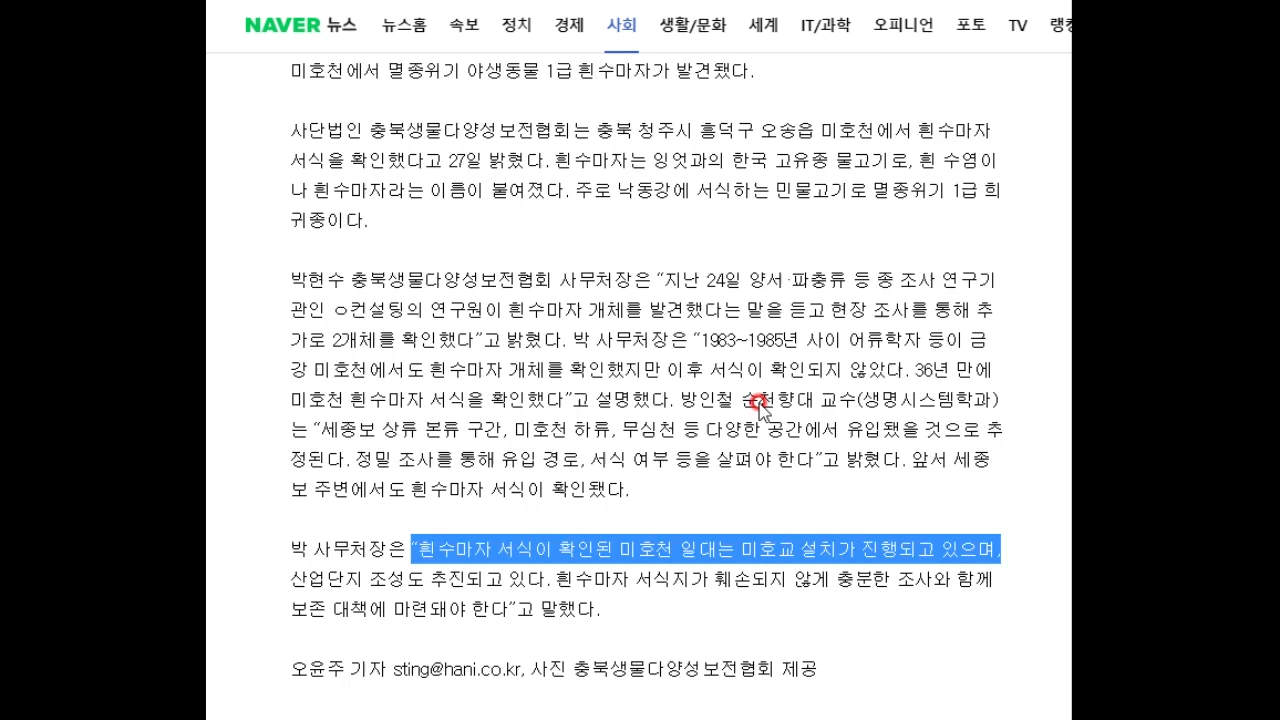 NAVER 뉴스 뉴스홈 속보 정치 경제 사회 생활/문화 세계 IT/과학 오피니언 포토 TV
미호천에서 멸종위기 야생동물 1급 흰수마자가 발견됐다.
사단법인 충북생물다양성보전협회는 충북 청주시 흥덕구 오송읍 미호천에서 흰수마자
서식을 확인했다고 27일 밝혔다. 흰수마자는 잉엇과의 한국 고유종 물고기로, 흰 수염이
나 흰수마자라는 이름이 붙여졌다. 주로 낙동강에 서식하는 민물고기로 멸종위기 1급 희
귀종이다.
박현수 충북생물다양성보전협회 사무처장은 “지난 24일 양서·파충류 등 종 조사 연구기
관인 ㅇ컨설팅의 연구원이 흰수마자 개체를 발견했다는 말을 듣고 현장 조사를 통해 추
가로 2개체를 확인했다”고 밝혔다. 박 사무처장은 “1983~1985년 사이 어류학자 등이 금
강 미호천에서도 흰수마자 개체를 확인했지만 이후 서식이 확인되지 않았다. 36년 만에
미호천 흰수마자 서식을 확인했다”고 설명했다. 방인철 순천향대 교수(생명시스템학과)
는 “세종보 상류 본류 구간, 미호천 하류, 무심천 등 다양한 공간에서 유입됐을 것으로 추
정된다. 정밀 조사를 통해 유입 경로, 서식 여부 등을 살펴야 한다”고 밝혔다. 앞서 세종
보 주변에서도 흰수마자 서식이 확인됐다.
박 사무처장은 “흰수마자 서식이 확인된 미호천 일대는 미호교 설치가 진행되고 있으며,
산업단지 조성도 추진되고 있다. 흰수마자 서식지가 훼손되지 않게 충분한 조사와 함께
보존 대책에 마련돼야 한다”고 말했다.
오윤주 기자 sting@hani.co.kr, 사진 충북생물다양성보전협회 제공